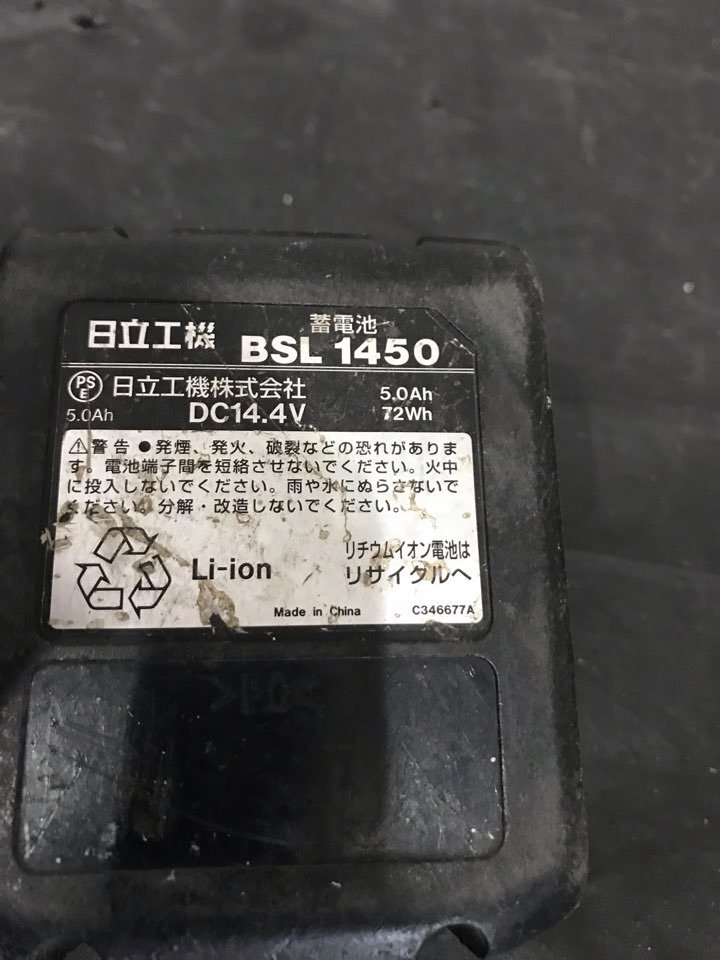 日立工機
蓄電池
BSL 1450
PSE 日立工機株式会社
5.0Ah
5.0Ah DC14.4V 72Wh
⚠警告 ●発煙、発火、破裂などの恐れがありま
す。電池端子間を短絡させないでください。火中
に投入しないでください。雨や水にぬらさないで
ください。分解・改造しないでください。
Li-ion
リチウムイオン電池は
リサイクルへ
Made in China
C346677A